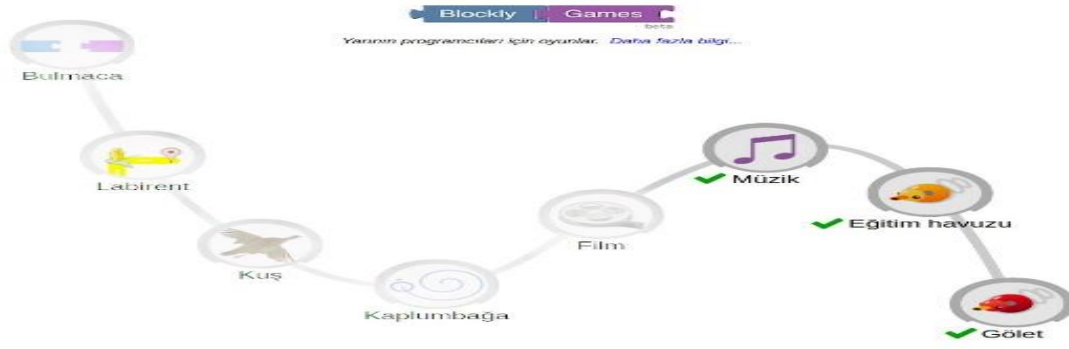 Blockly Games
beta
Yarının programcıları için oyunlar. Daha fazla bilgi...
Bulmaca
Labirent
Kuş
Kaplumbağa
Film
Müzik
Eğitim havuzu
Gölet